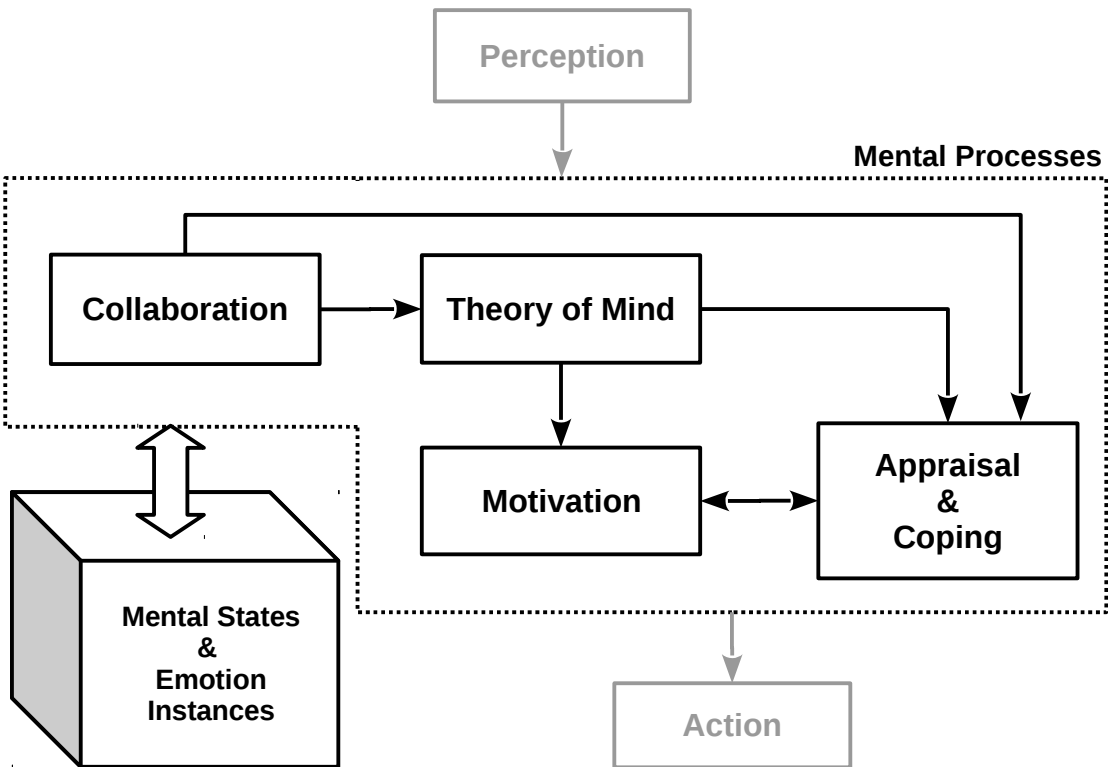 Perception
Mental Processes
Collaboration
Theory of Mind
Motivation
Appraisal
&
Coping
Mental States
&
Emotion
Instances
Action